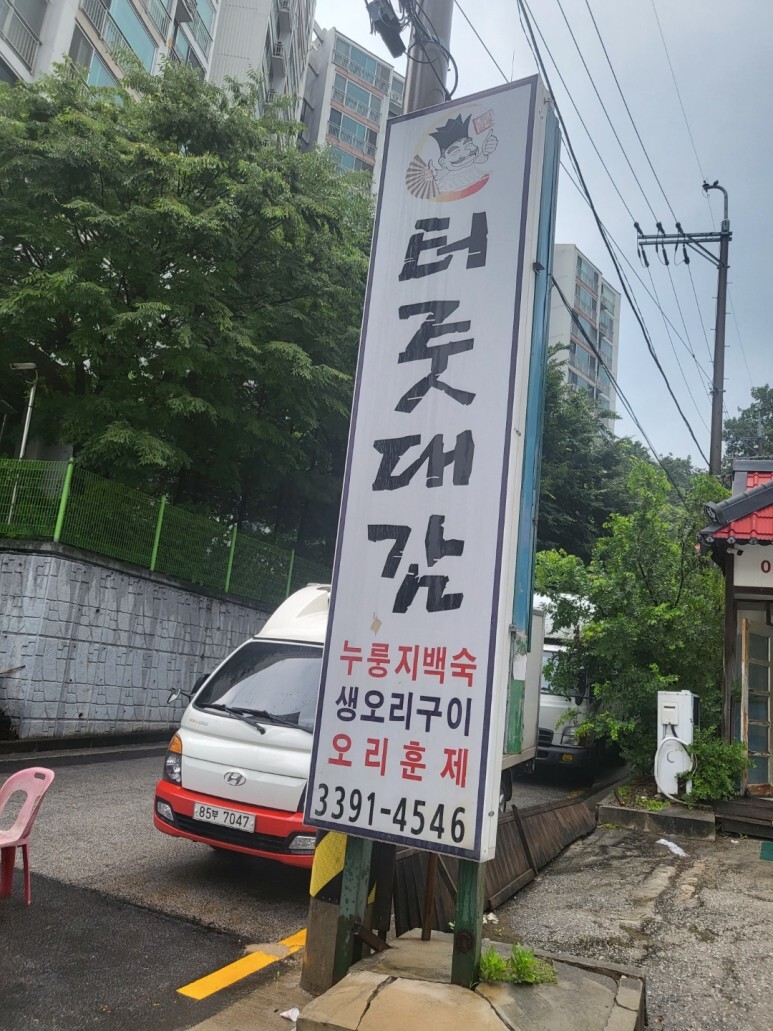 터
룻
대
감
누룽지백숙
생오리구이
오리훈제
3391-4546
85부 7047